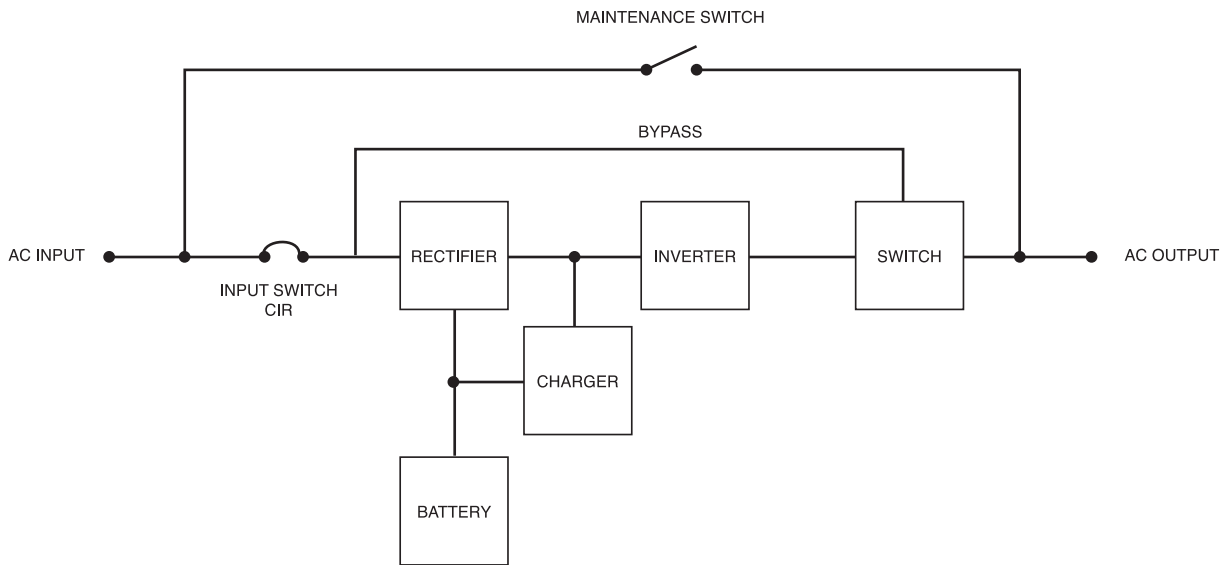 MAINTENANCE SWITCH
BYPASS
AC INPUT
RECTIFIER
INVERTER
SWITCH
AC OUTPUT
INPUT SWITCH
CIR
CHARGER
BATTERY